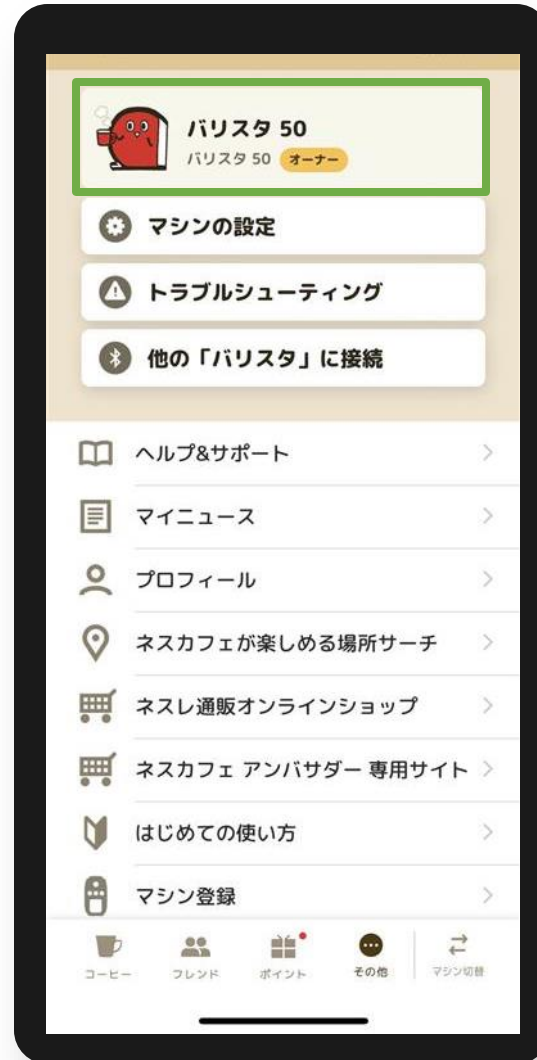 バリスタ 50
バリスタ 50 オーナー
マシンの設定
トラブルシューティング
他の「バリスタ」に接続
ヘルプ&サポート
マイニュース
プロフィール
ネスカフェが楽しめる場所サーチ
ネスレ通販オンラインショップ
ネスカフェ アンバサダー 専用サイト
はじめての使い方
マシン登録
コーヒー フレンド ポイント その他 マシン切替